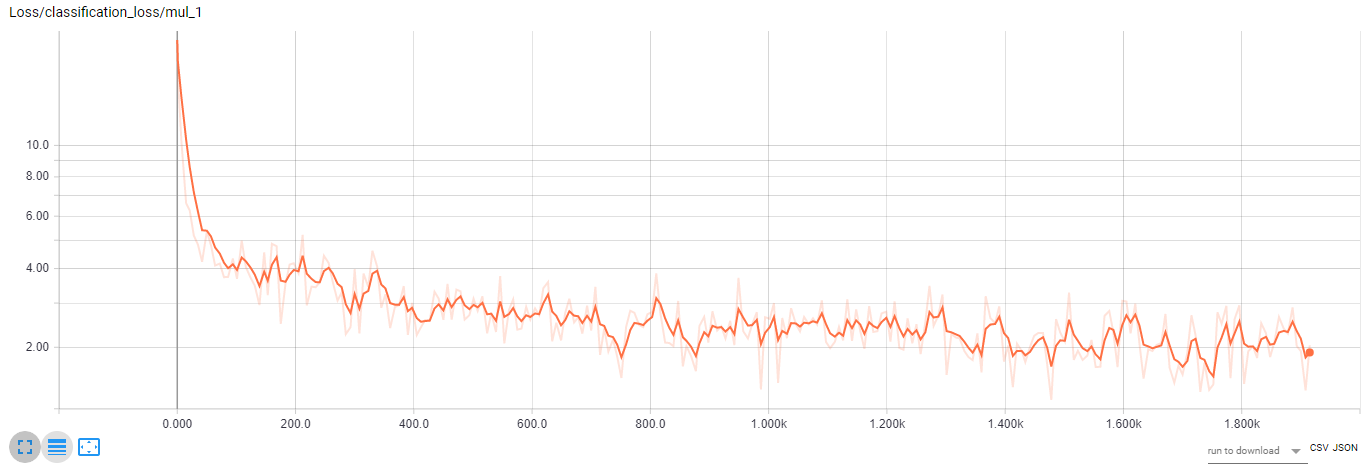 Loss/classification_loss/mul_1
10.0
8.00
6.00
4.00
2.00
0.000 200.0 400.0 600.0 800.0 1.000k 1.200k 1.400k 1.600k 1.800k
run to download CSV JSON